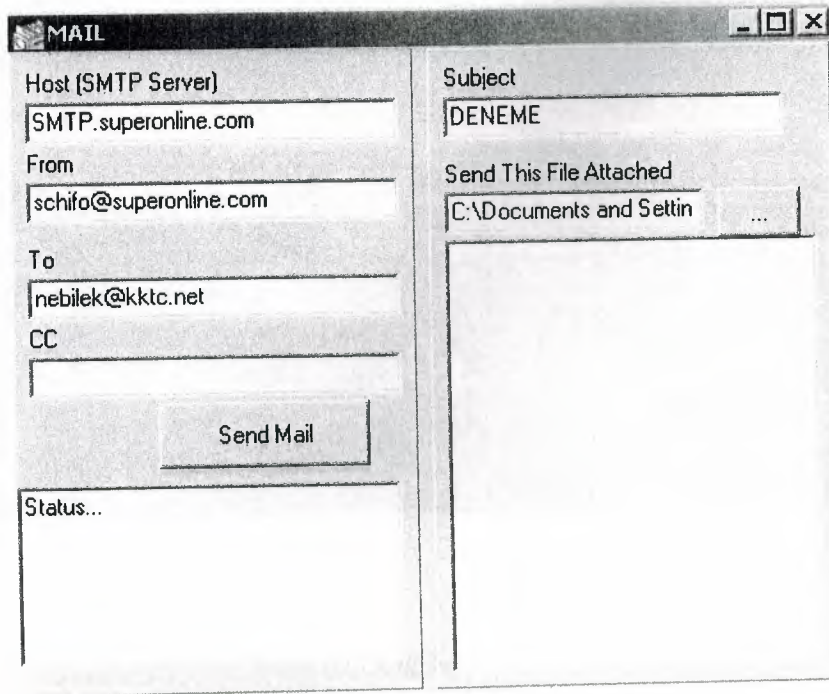 MAIL
Host (SMTP Server)
SMTP.superonline.com
From
schifo@superonline.com
To
nebilek@kktc.net
CC
Send Mail
Status...
Subject
DENEME
Send This File Attached
C:\Documents and Settin
...